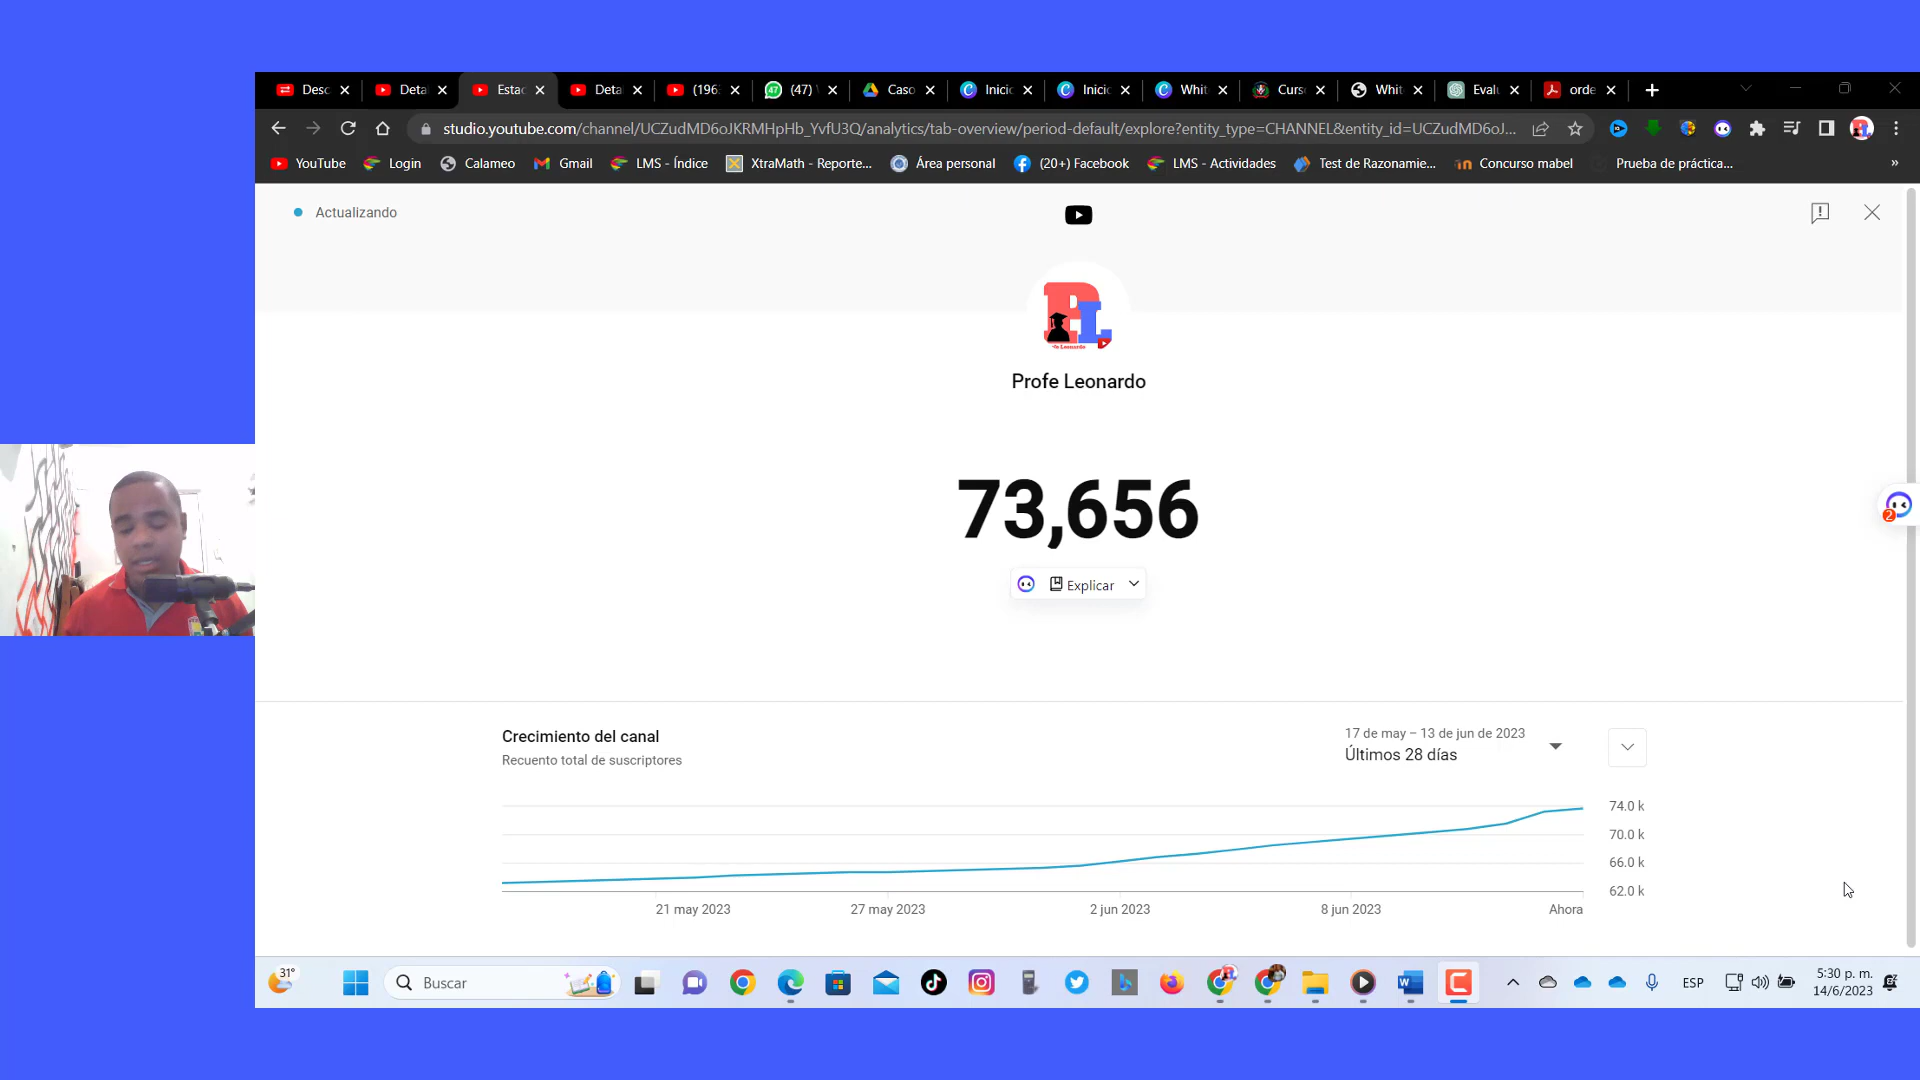 Desc
Deta
Estac
Deta
(196
(47)
Caso
Inicio
Inicio
Whit
Curs
Whit
Evalu
orde
studio.youtube.com/channel/UCZudMD6oJKRMHpHb_YvfU3Q/analytics/tab-overview/period-default/explore?entity_type=CHANNEL&entity_id=UCZudMD6oJ...
YouTube
Login
Calameo
Gmail
LMS - Índice
XtraMath - Reporte...
Área personal
(20+) Facebook
LMS - Actividades
Test de Razonamie...
Concurso mabel
Prueba de práctica...
»
Actualizando
Profe Leonardo
73,656
Explicar
2
Crecimiento del canal
Recuento total de suscriptores
17 de may – 13 de jun de 2023
Últimos 28 días
74.0 k
70.0 k
66.0 k
62.0 k
21 may 2023
27 may 2023
2 jun 2023
8 jun 2023
Ahora
31°
Buscar
ESP
5:30 p. m.
14/6/2023